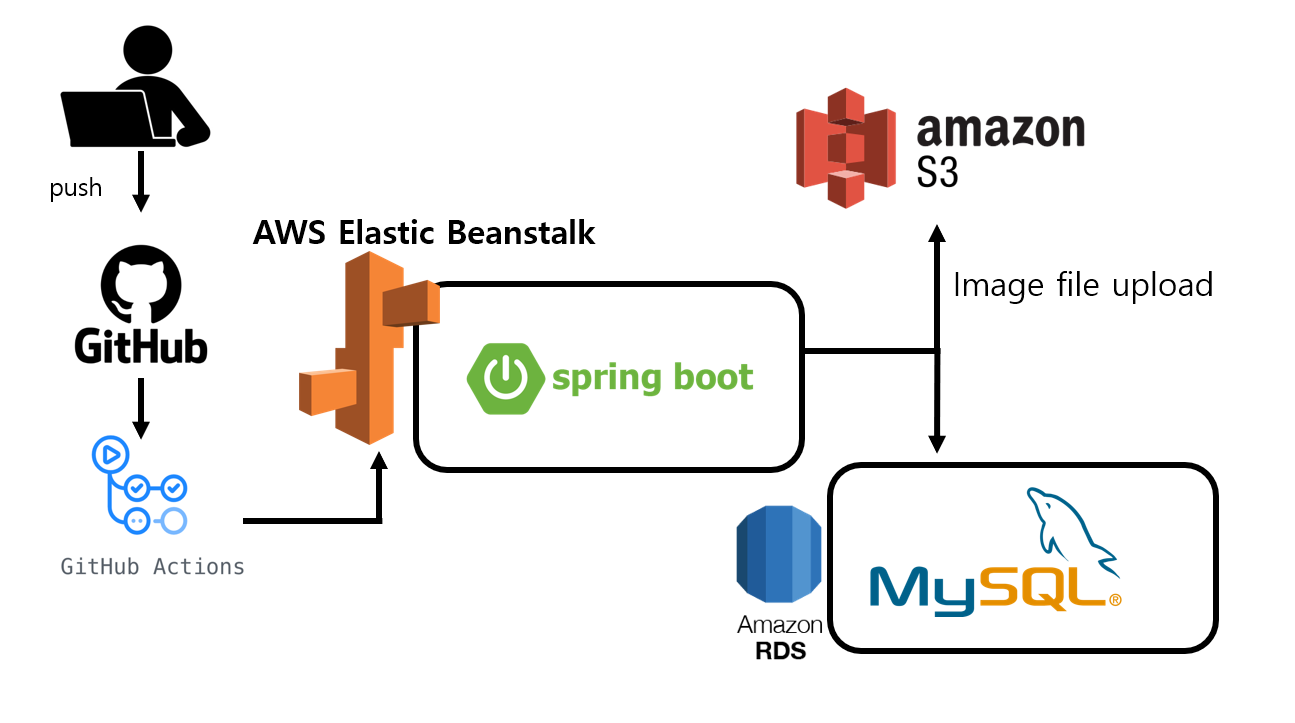 push
GitHub
GitHub Actions
AWS Elastic Beanstalk
spring boot
amazon
S3
Image file upload
Amazon
RDS
MySQL®